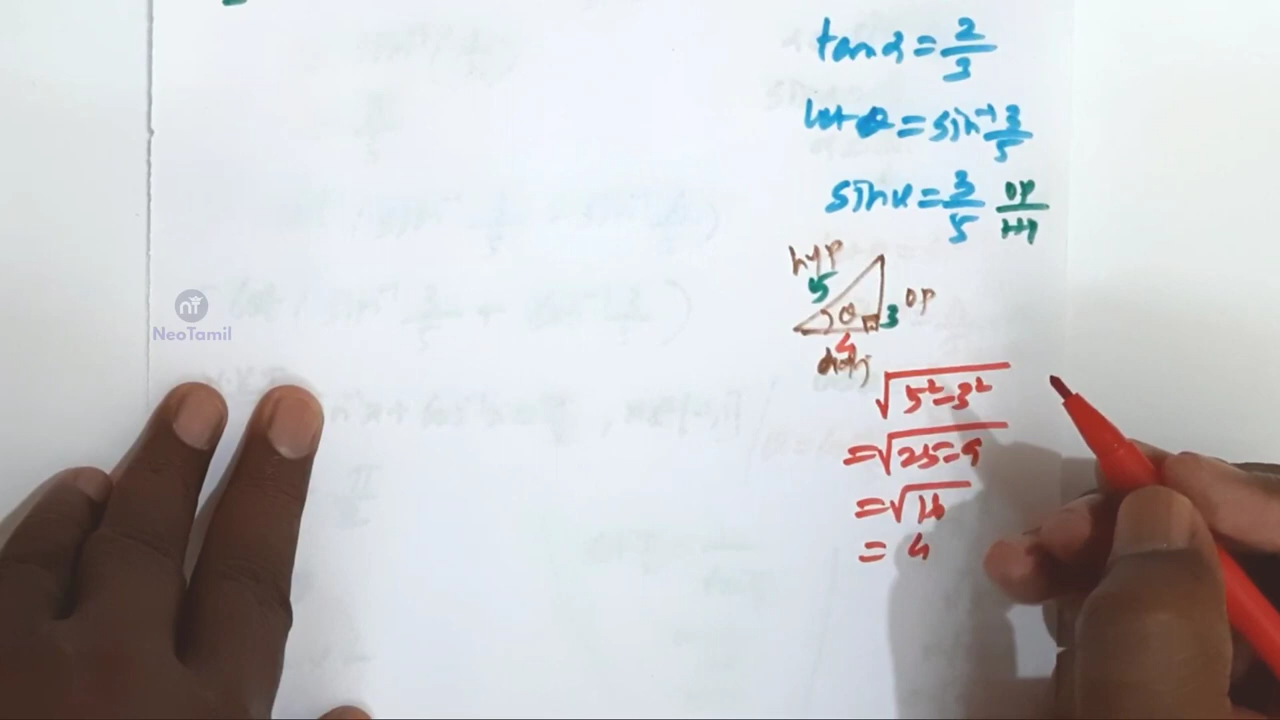 tan α = 2/3
let θ = sin⁻¹ 3/5
sin x = 3/5 OP/HY
hyp
5
θ 3 OP
4
adj
√5²-3²
= √25-9
= √16
= 4
NeoTamil